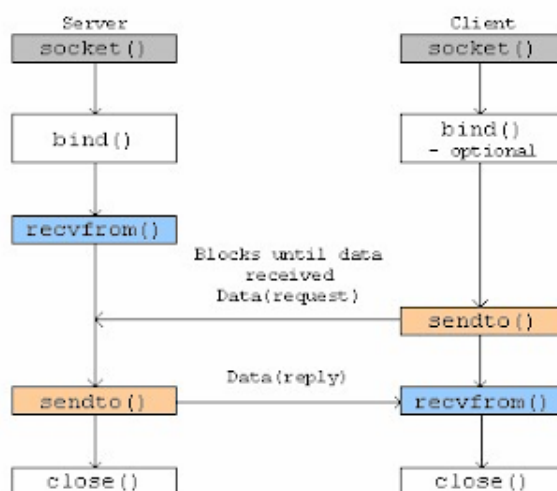 Server
Client
socket()
socket()
bind()
bind()
- optional
recvfrom()
Blocks until data
received
Data(request)
sendto()
Data(reply)
sendto()
recvfrom()
close()
close()